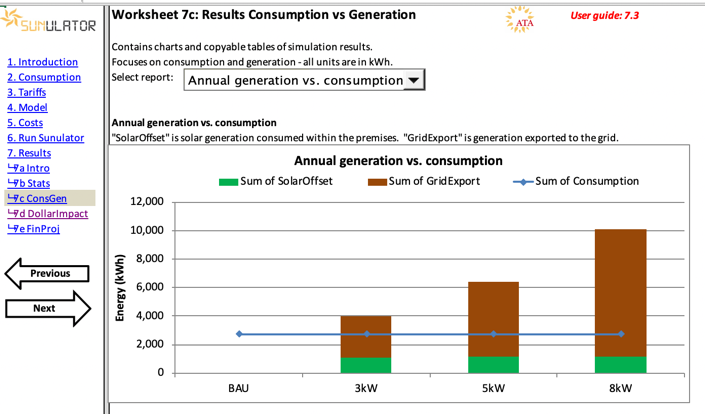 SUNULATOR
1. Introduction
2. Consumption
3. Tariffs
4. Model
5. Costs
6. Run Sunulator
7. Results
7a Intro
7b Stats
7c ConsGen
7d DollarImpact
7e FinProj
Previous
Next
Worksheet 7c: Results Consumption vs Generation
ATA
User guide: 7.3
Contains charts and copyable tables of simulation results.
Focuses on consumption and generation - all units are in kWh.
Select report: Annual generation vs. consumption
Annual generation vs. consumption
"SolarOffset" is solar generation consumed within the premises. "GridExport" is generation exported to the grid.
Annual generation vs. consumption
Sum of SolarOffset Sum of GridExport Sum of Consumption
Energy (kWh)
12,000
10,000
8,000
6,000
4,000
2,000
0
BAU 3kW 5kW 8kW